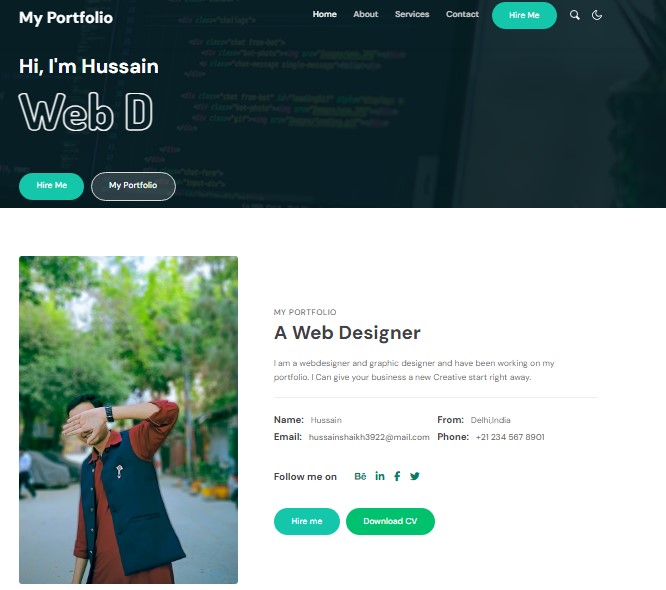 My Portfolio
Home About Services Contact Hire Me
Hi, I'm Hussain
Web D
Hire Me My Portfolio
MY PORTFOLIO
A Web Designer
I am a webdesigner and graphic designer and have been working on my
portfolio. I Can give your business a new Creative start right away.
Name: Hussain From: Delhi,India
Email: hussainshaikh3922@mail.com Phone: +21 234 567 8901
Follow me on Bē in f
Hire me Download CV